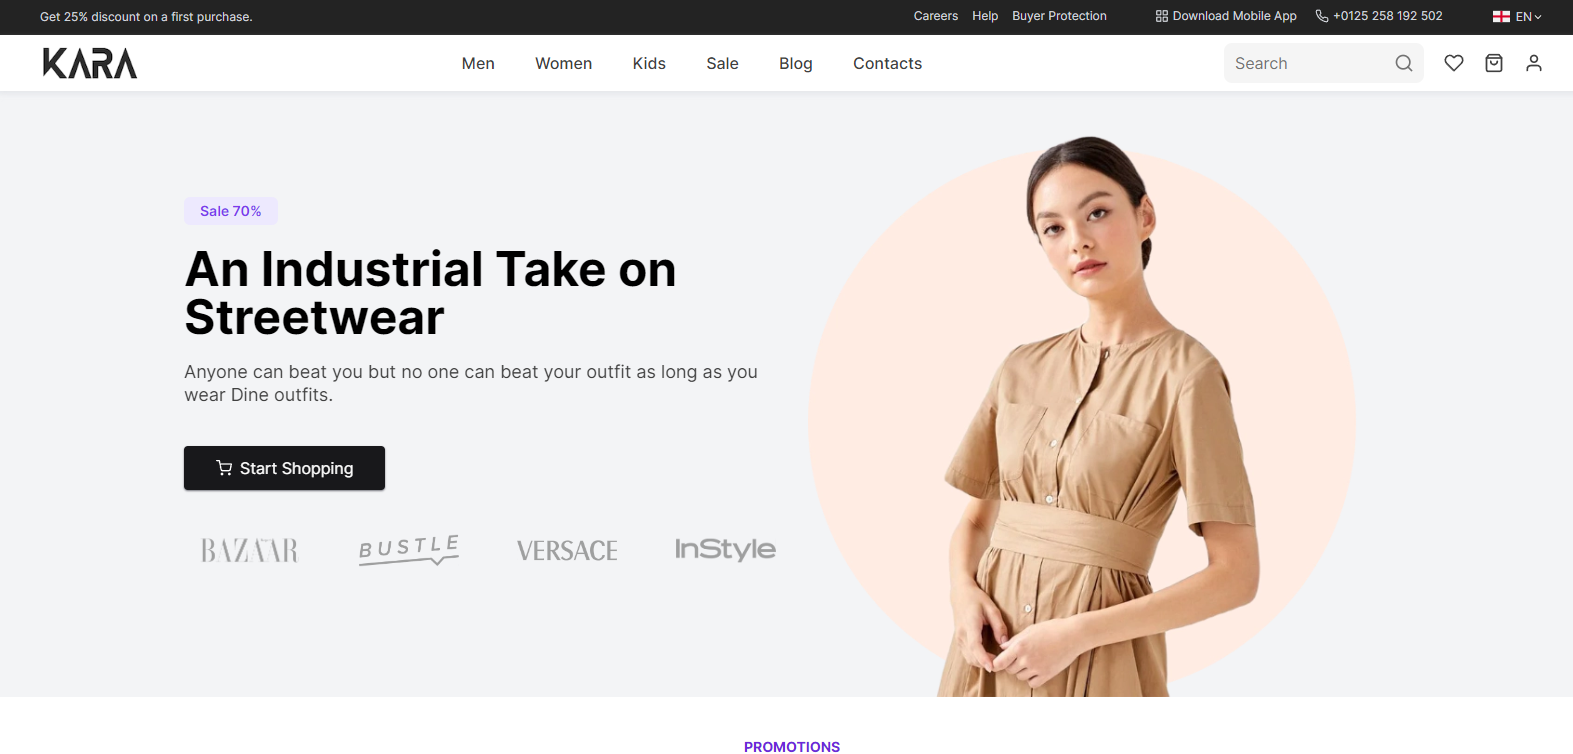 Get 25% discount on a first purchase.
Careers Help Buyer Protection
Download Mobile App
+0125 258 192 502
EN
KARA
Men Women Kids Sale Blog Contacts
Search
Sale 70%
An Industrial Take on
Streetwear
Anyone can beat you but no one can beat your outfit as long as you
wear Dine outfits.
Start Shopping
BAZAAR BUSTLE VERSACE InStyle
PROMOTIONS